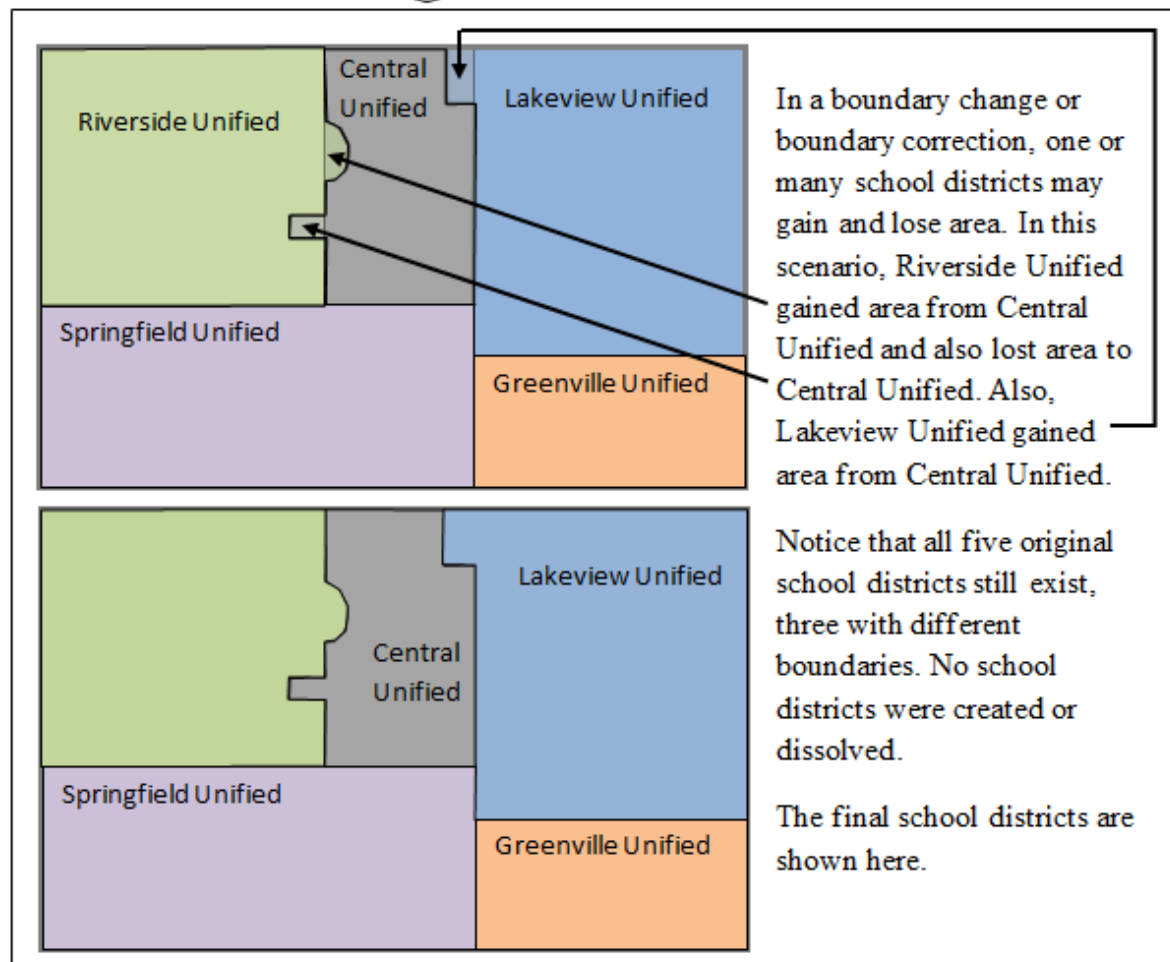 Central
Unified
Riverside Unified
Lakeview Unified
Springfield Unified
Greenville Unified
In a boundary change or
boundary correction, one or
many school districts may
gain and lose area. In this
scenario, Riverside Unified
gained area from Central
Unified and also lost area to
Central Unified. Also,
Lakeview Unified gained
area from Central Unified.
Lakeview Unified
Central
Unified
Springfield Unified
Greenville Unified
Notice that all five original
school districts still exist,
three with different
boundaries. No school
districts were created or
dissolved.
The final school districts are
shown here.